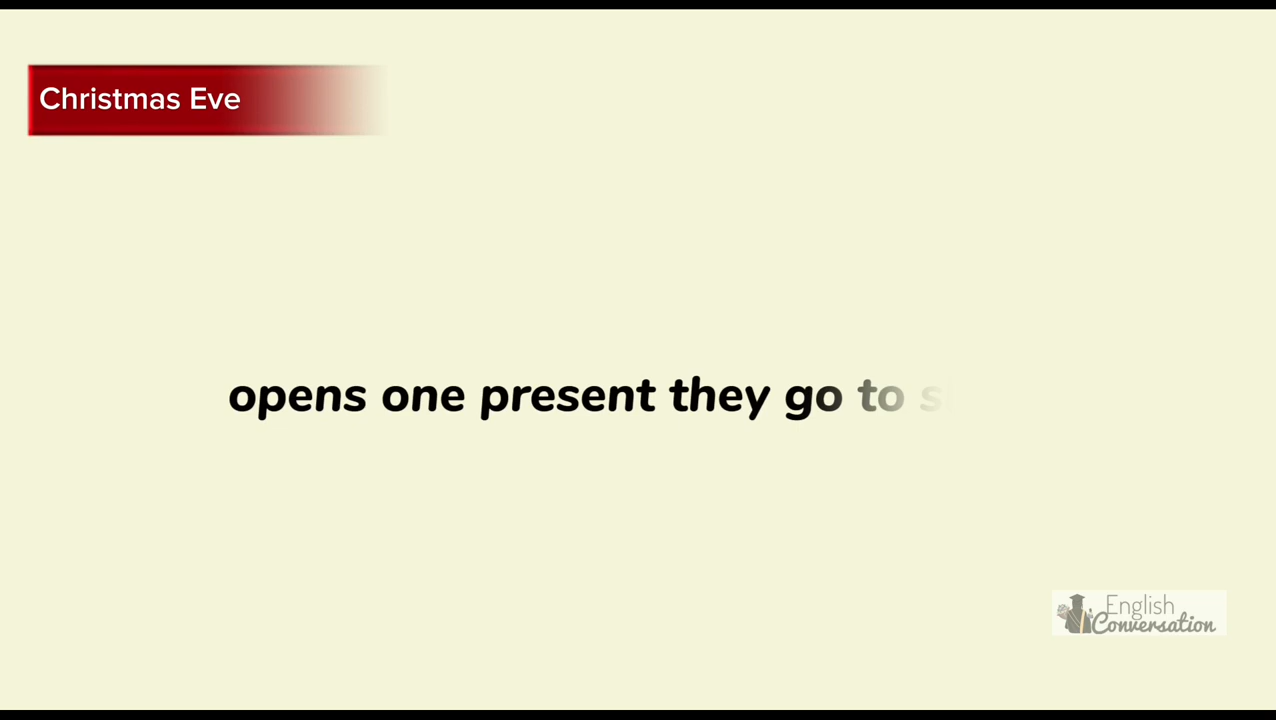 Christmas Eve
opens one present they go to
English
Conversation